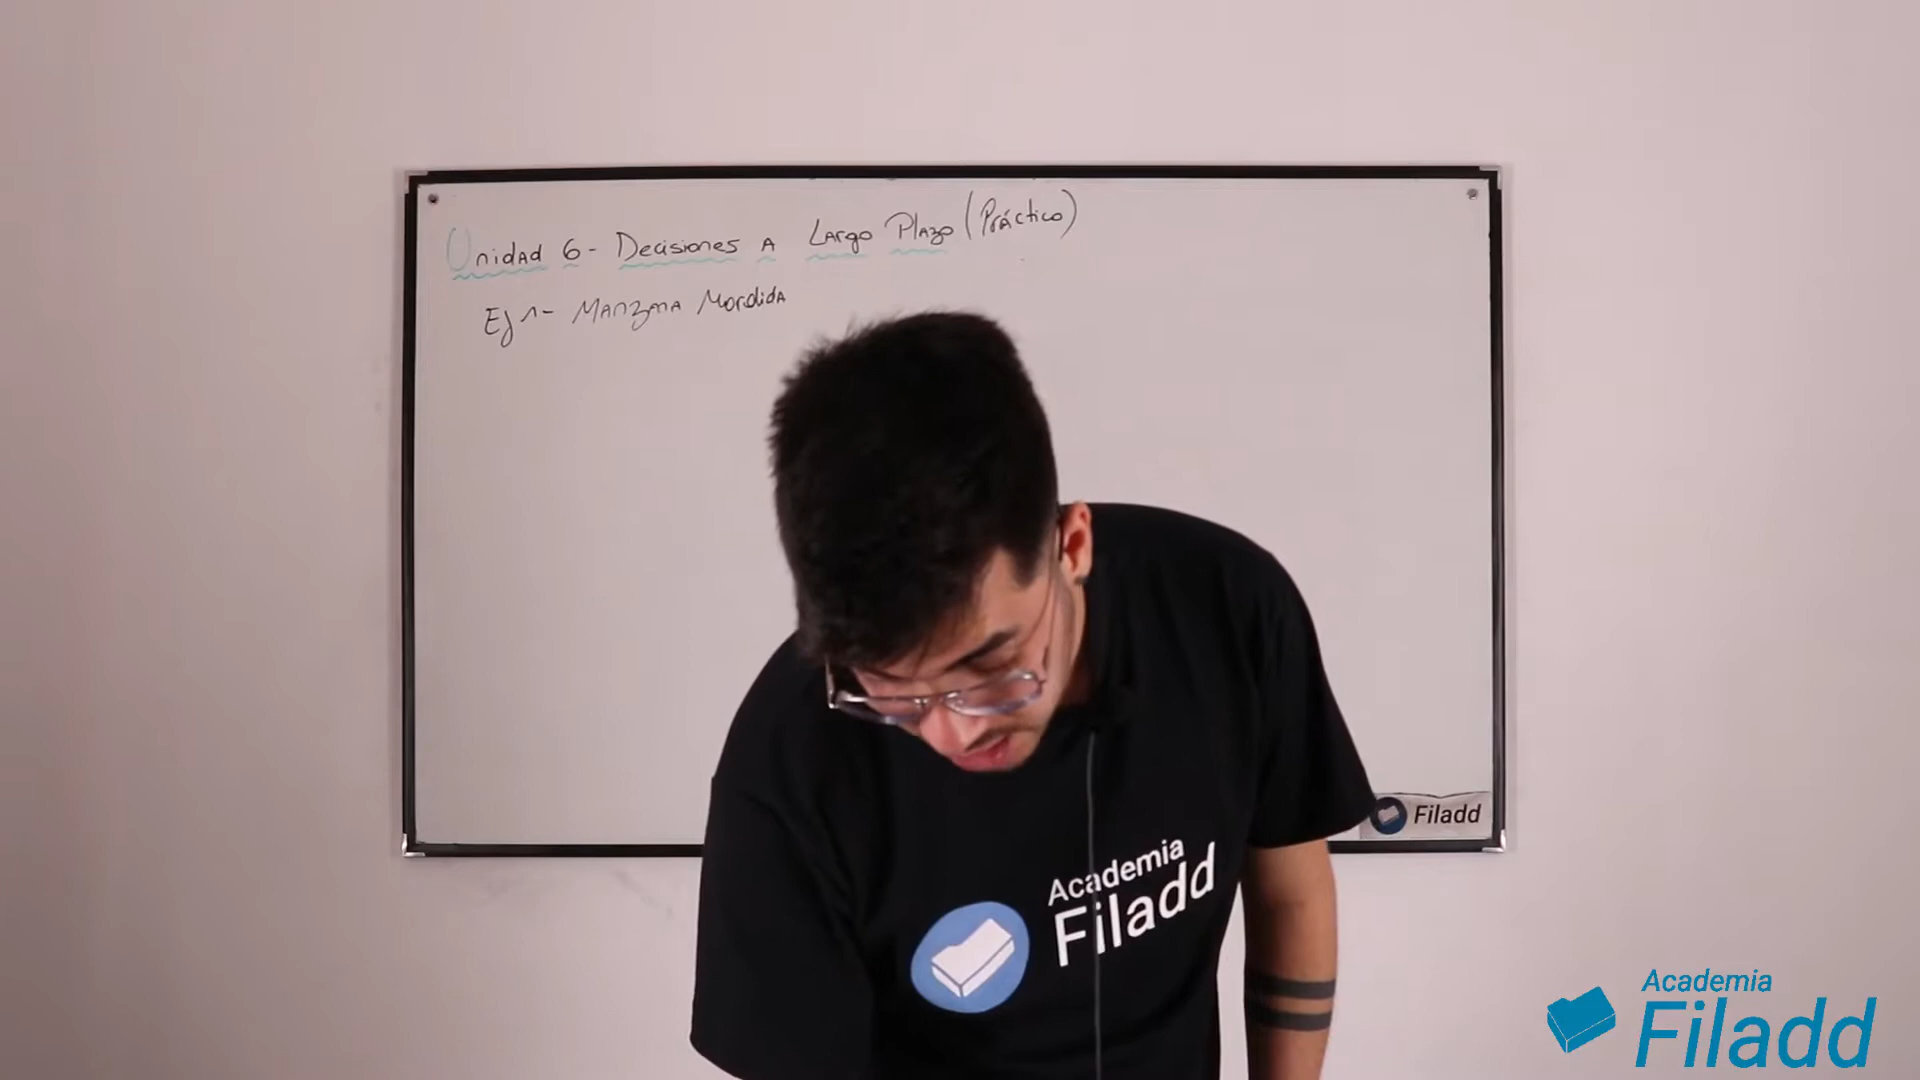 Unidad 6 - Decisiones a Largo Plazo (Práctico)
Ej 1- Manzana Mordida
Filadd
Academia
Filadd
Academia
Filadd